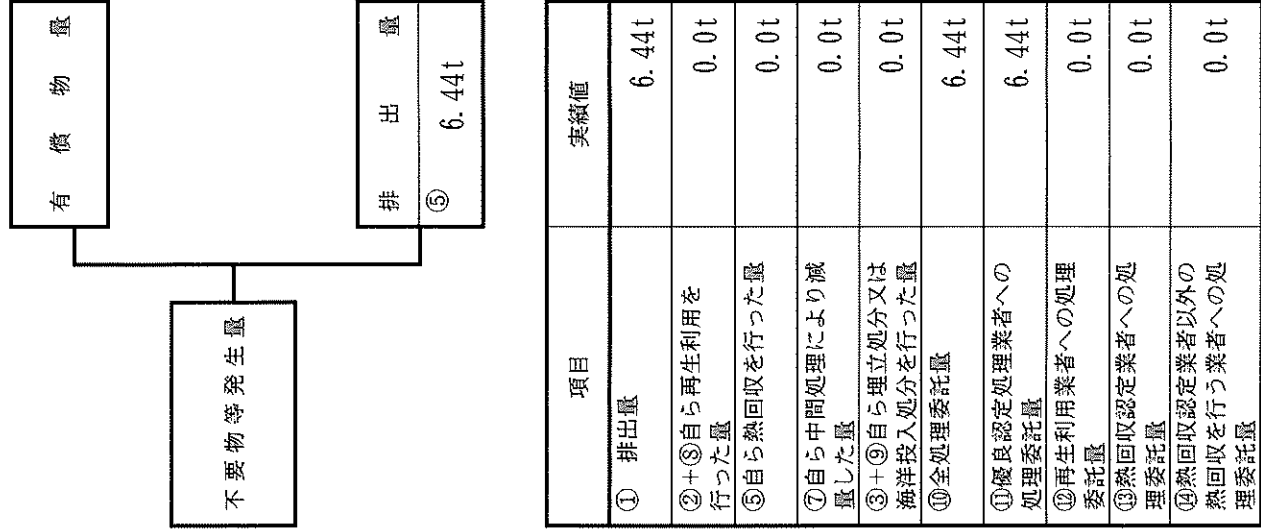 有償物量
不要物等発生量
排出量
⑤ 6.44t
項目 実績値
① 排出量 6.44t
②+⑧自ら再生利用を
行った量 0.0t
⑤自ら熱回収を行った量 0.0t
⑦自ら中間処理により減
量した量 0.0t
③+⑨自ら埋立処分又は
海洋投入処分を行った量 0.0t
⑩全処理委託量 6.44t
⑪優良認定処理業者への
処理委託量 6.44t
⑫再生利用業者への処理
委託量 0.0t
⑬熱回収認定業者への処
理委託量 0.0t
⑭熱回収認定業者以外の
熱回収を行う業者への処
理委託量 0.0t